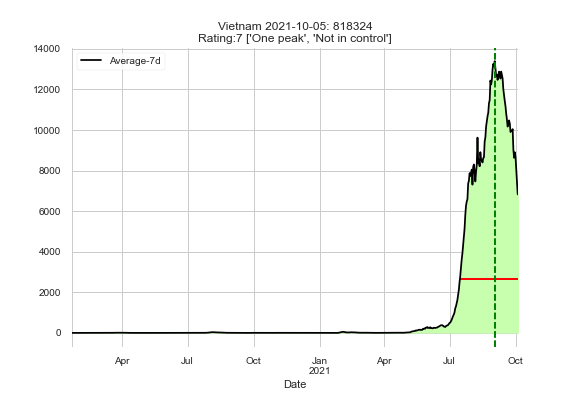 Vietnam 2021-10-05: 818324
Rating:7 ['One peak', 'Not in control']
Average-7d
14000
12000
10000
8000
6000
4000
2000
0
Apr Jul Oct Jan Apr Jul Oct
2021
Date